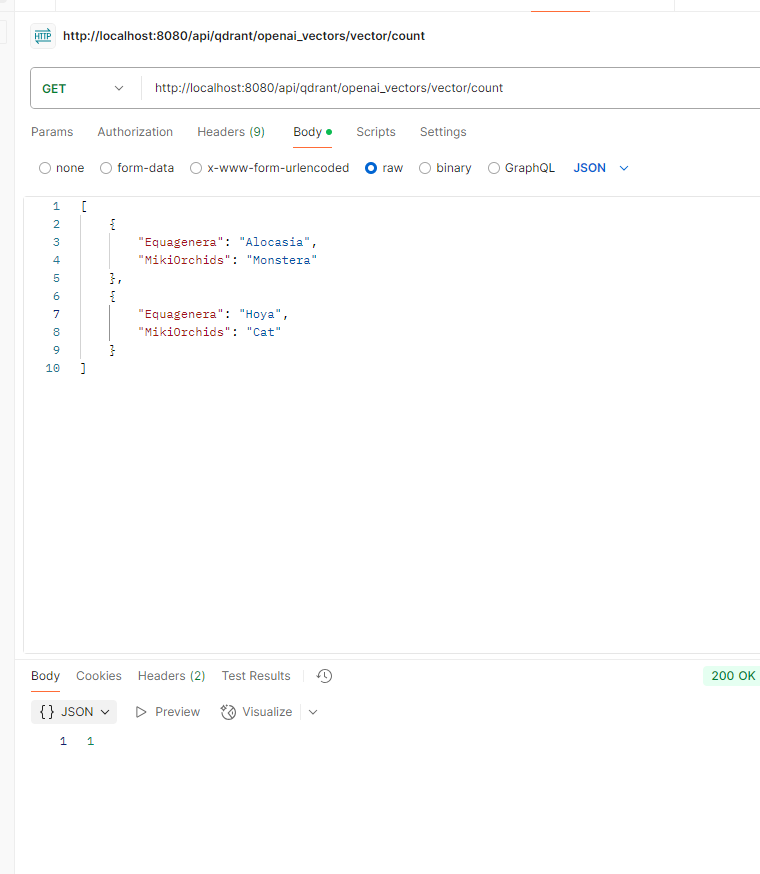 HTTP http://localhost:8080/api/qdrant/openai_vectors/vector/count
GET http://localhost:8080/api/qdrant/openai_vectors/vector/count
Params Authorization Headers (9) Body Scripts Settings
none form-data x-www-form-urlencoded raw binary GraphQL JSON
1 [
2 {
3 "Equagenera": "Alocasia",
4 "MikiOrchids": "Monstera"
5 },
6 {
7 "Equagenera": "Hoya",
8 "MikiOrchids": "Cat"
9 }
10 ]
Body Cookies Headers (2) Test Results 200 OK
{} JSON Preview Visualize
1 1